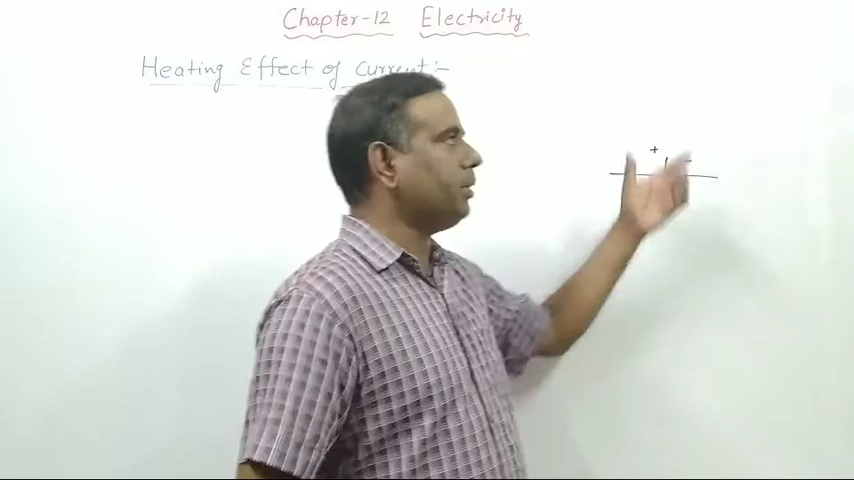 Chapter-12 Electricity
Heating Effect of Current:-
+ -